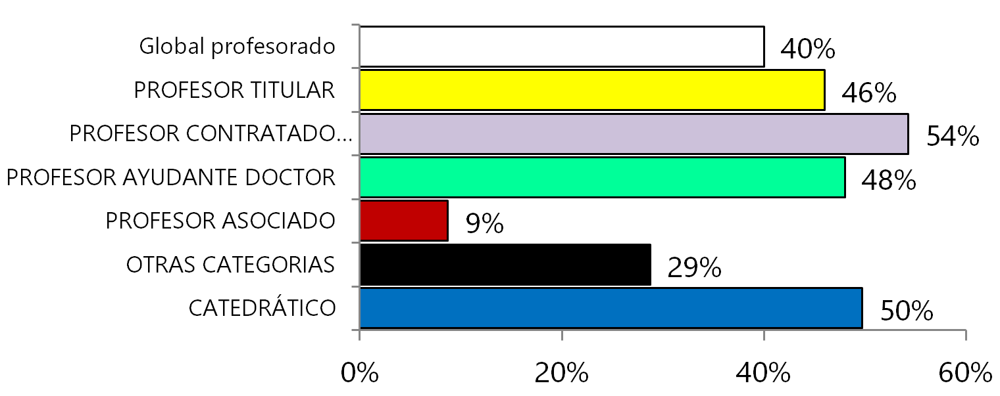 Global profesorado 40%
PROFESOR TITULAR 46%
PROFESOR CONTRATADO... 54%
PROFESOR AYUDANTE DOCTOR 48%
PROFESOR ASOCIADO 9%
OTRAS CATEGORIAS 29%
CATEDRÁTICO 50%
0% 20% 40% 60%